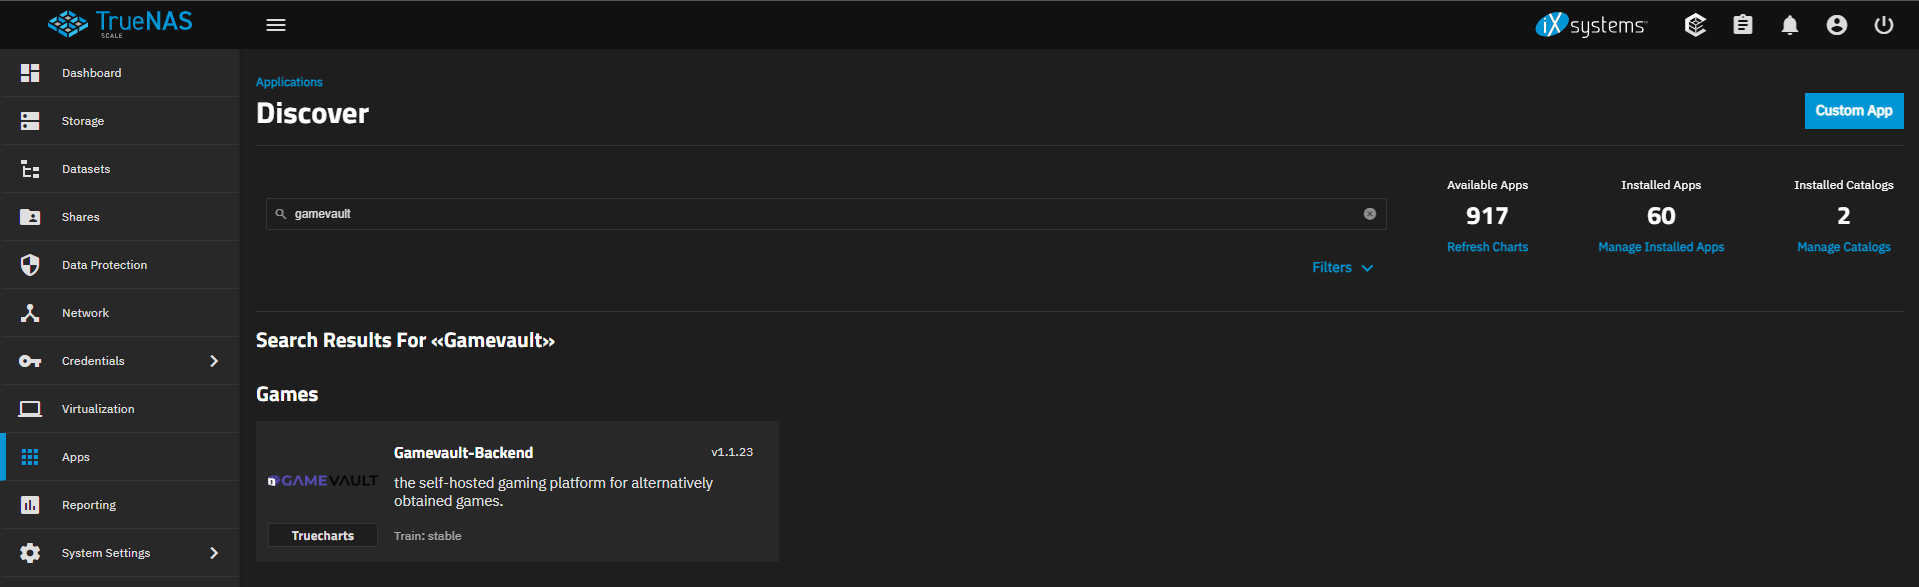 TrueNAS
SCALE
iXsystems
Dashboard
Storage
Datasets
Shares
Data Protection
Network
Credentials
Virtualization
Apps
Reporting
System Settings
Applications
Discover
Custom App
gamevault
Filters
Available Apps
917
Refresh Charts
Installed Apps
60
Manage Installed Apps
Installed Catalogs
2
Manage Catalogs
Search Results For «Gamevault»
Games
GAMEVAULT
Gamevault-Backend
v1.1.23
the self-hosted gaming platform for alternatively
obtained games.
Truecharts
Train: stable